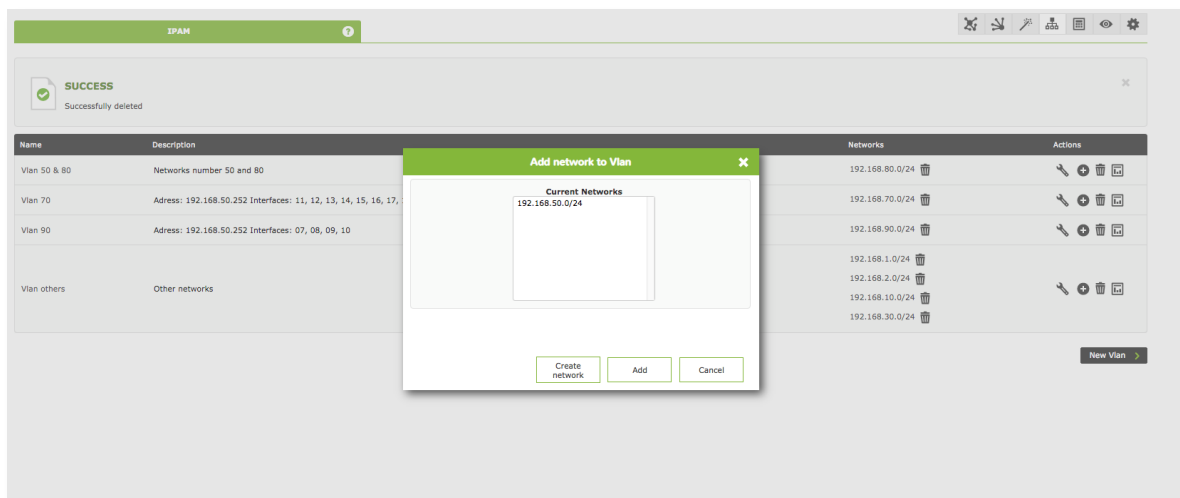 IPAM
SUCCESS
Successfully deleted
Name Description Networks Actions
Vlan 50 & 80 Networks number 50 and 80 192.168.80.0/24
Vlan 70 Adress: 192.168.50.252 Interfaces: 11, 12, 13, 14, 15, 16, 17, 192.168.70.0/24
Vlan 90 Adress: 192.168.50.252 Interfaces: 07, 08, 09, 10 192.168.90.0/24
Vlan others Other networks
192.168.1.0/24
192.168.2.0/24
192.168.10.0/24
192.168.30.0/24
New Vlan
Add network to Vlan
Current Networks
192.168.50.0/24
Create
network
Add
Cancel